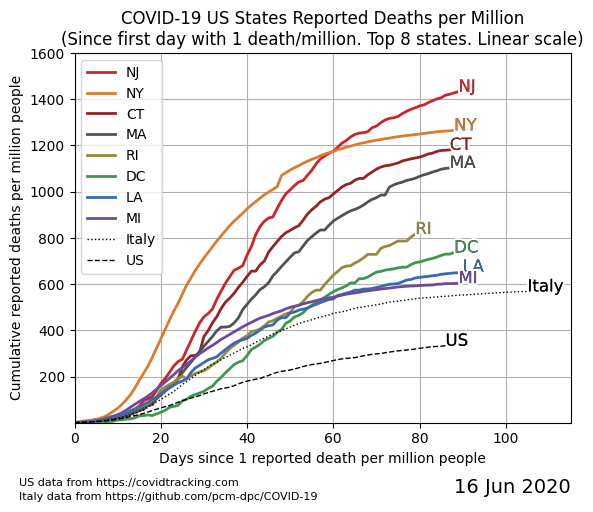 COVID-19 US States Reported Deaths per Million
(Since first day with 1 death/million. Top 8 states. Linear scale)
1600
1400
1200
1000
800
600
400
200
Cumulative reported deaths per million people
NJ
NY
CT
MA
RI
DC
LA
MI
Italy
US
NJ
NY
CT
MA
RI
DC
LA
MI
Italy
US
0 20 40 60 80 100
Days since 1 reported death per million people
US data from https://covidtracking.com
Italy data from https://github.com/pcm-dpc/COVID-19
16 Jun 2020